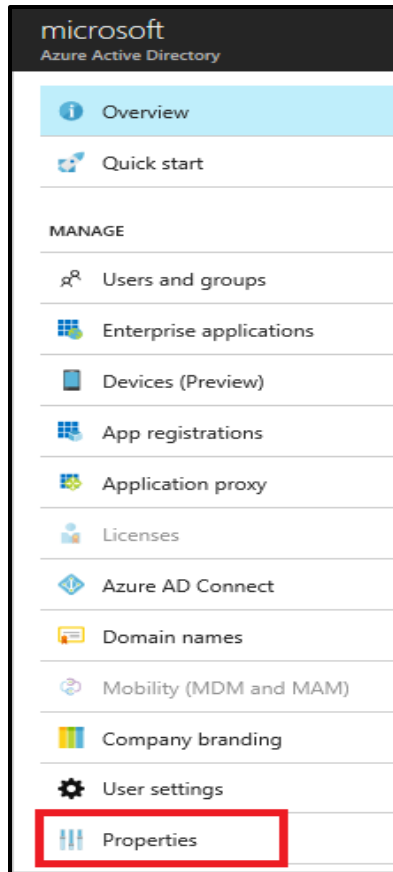 microsoft
Azure Active Directory
Overview
Quick start
MANAGE
Users and groups
Enterprise applications
Devices (Preview)
App registrations
Application proxy
Licenses
Azure AD Connect
Domain names
Mobility (MDM and MAM)
Company branding
User settings
Properties